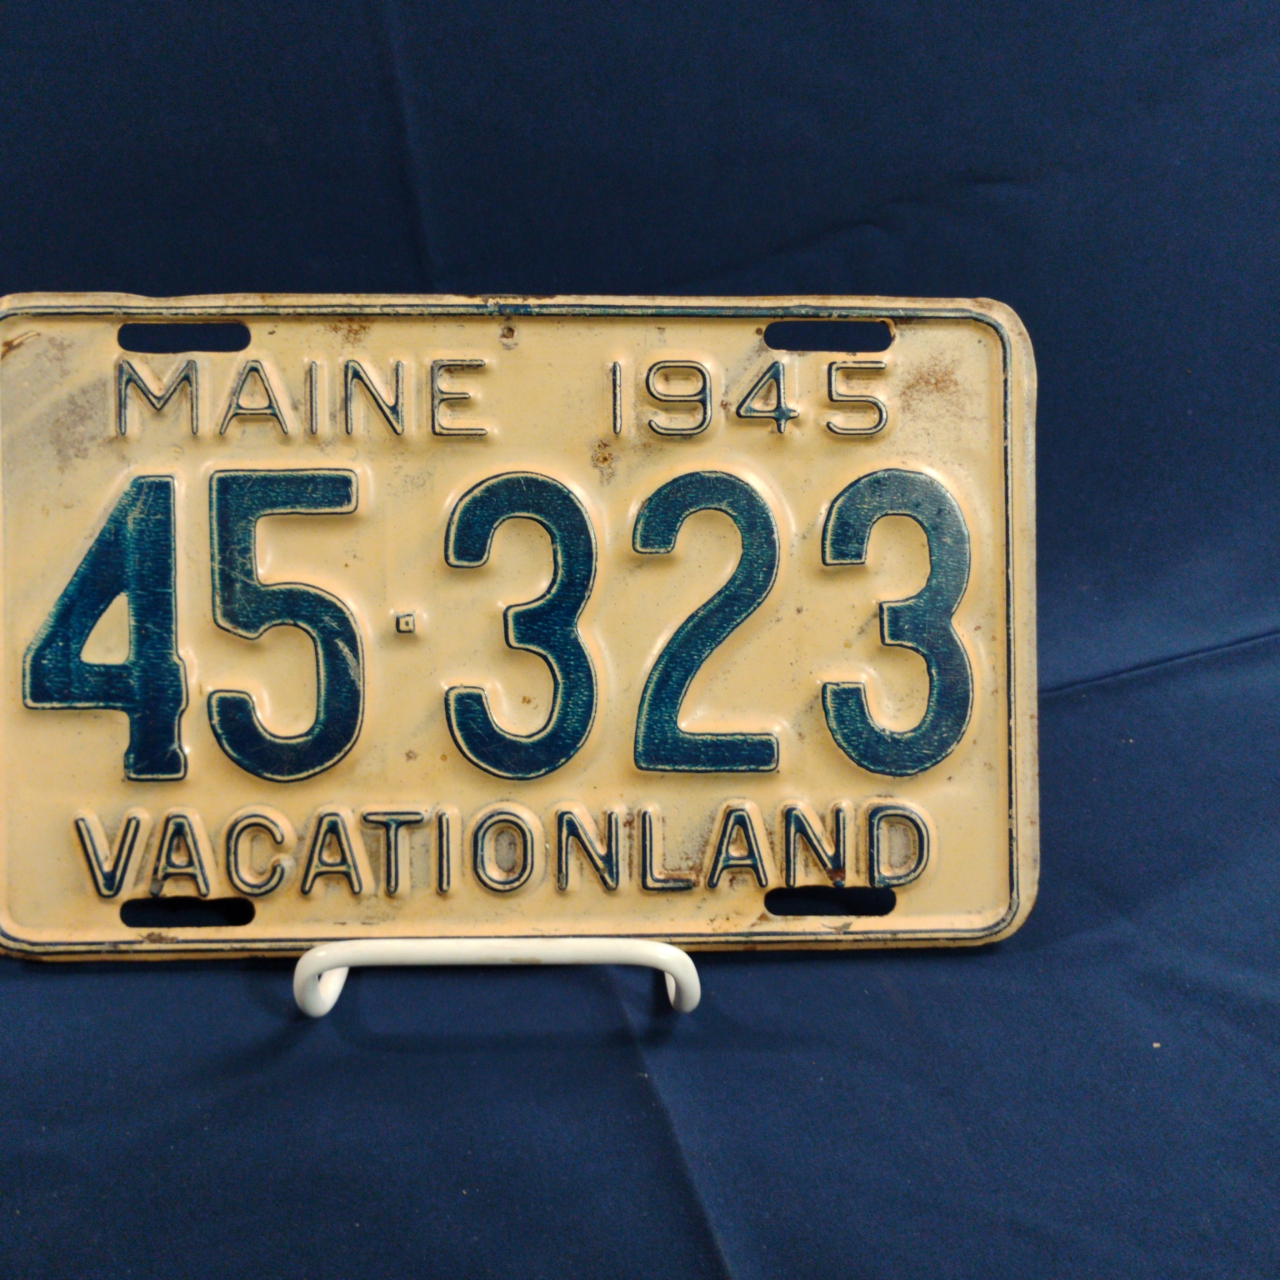 MAINE 1945
45·323
VACATIONLAND